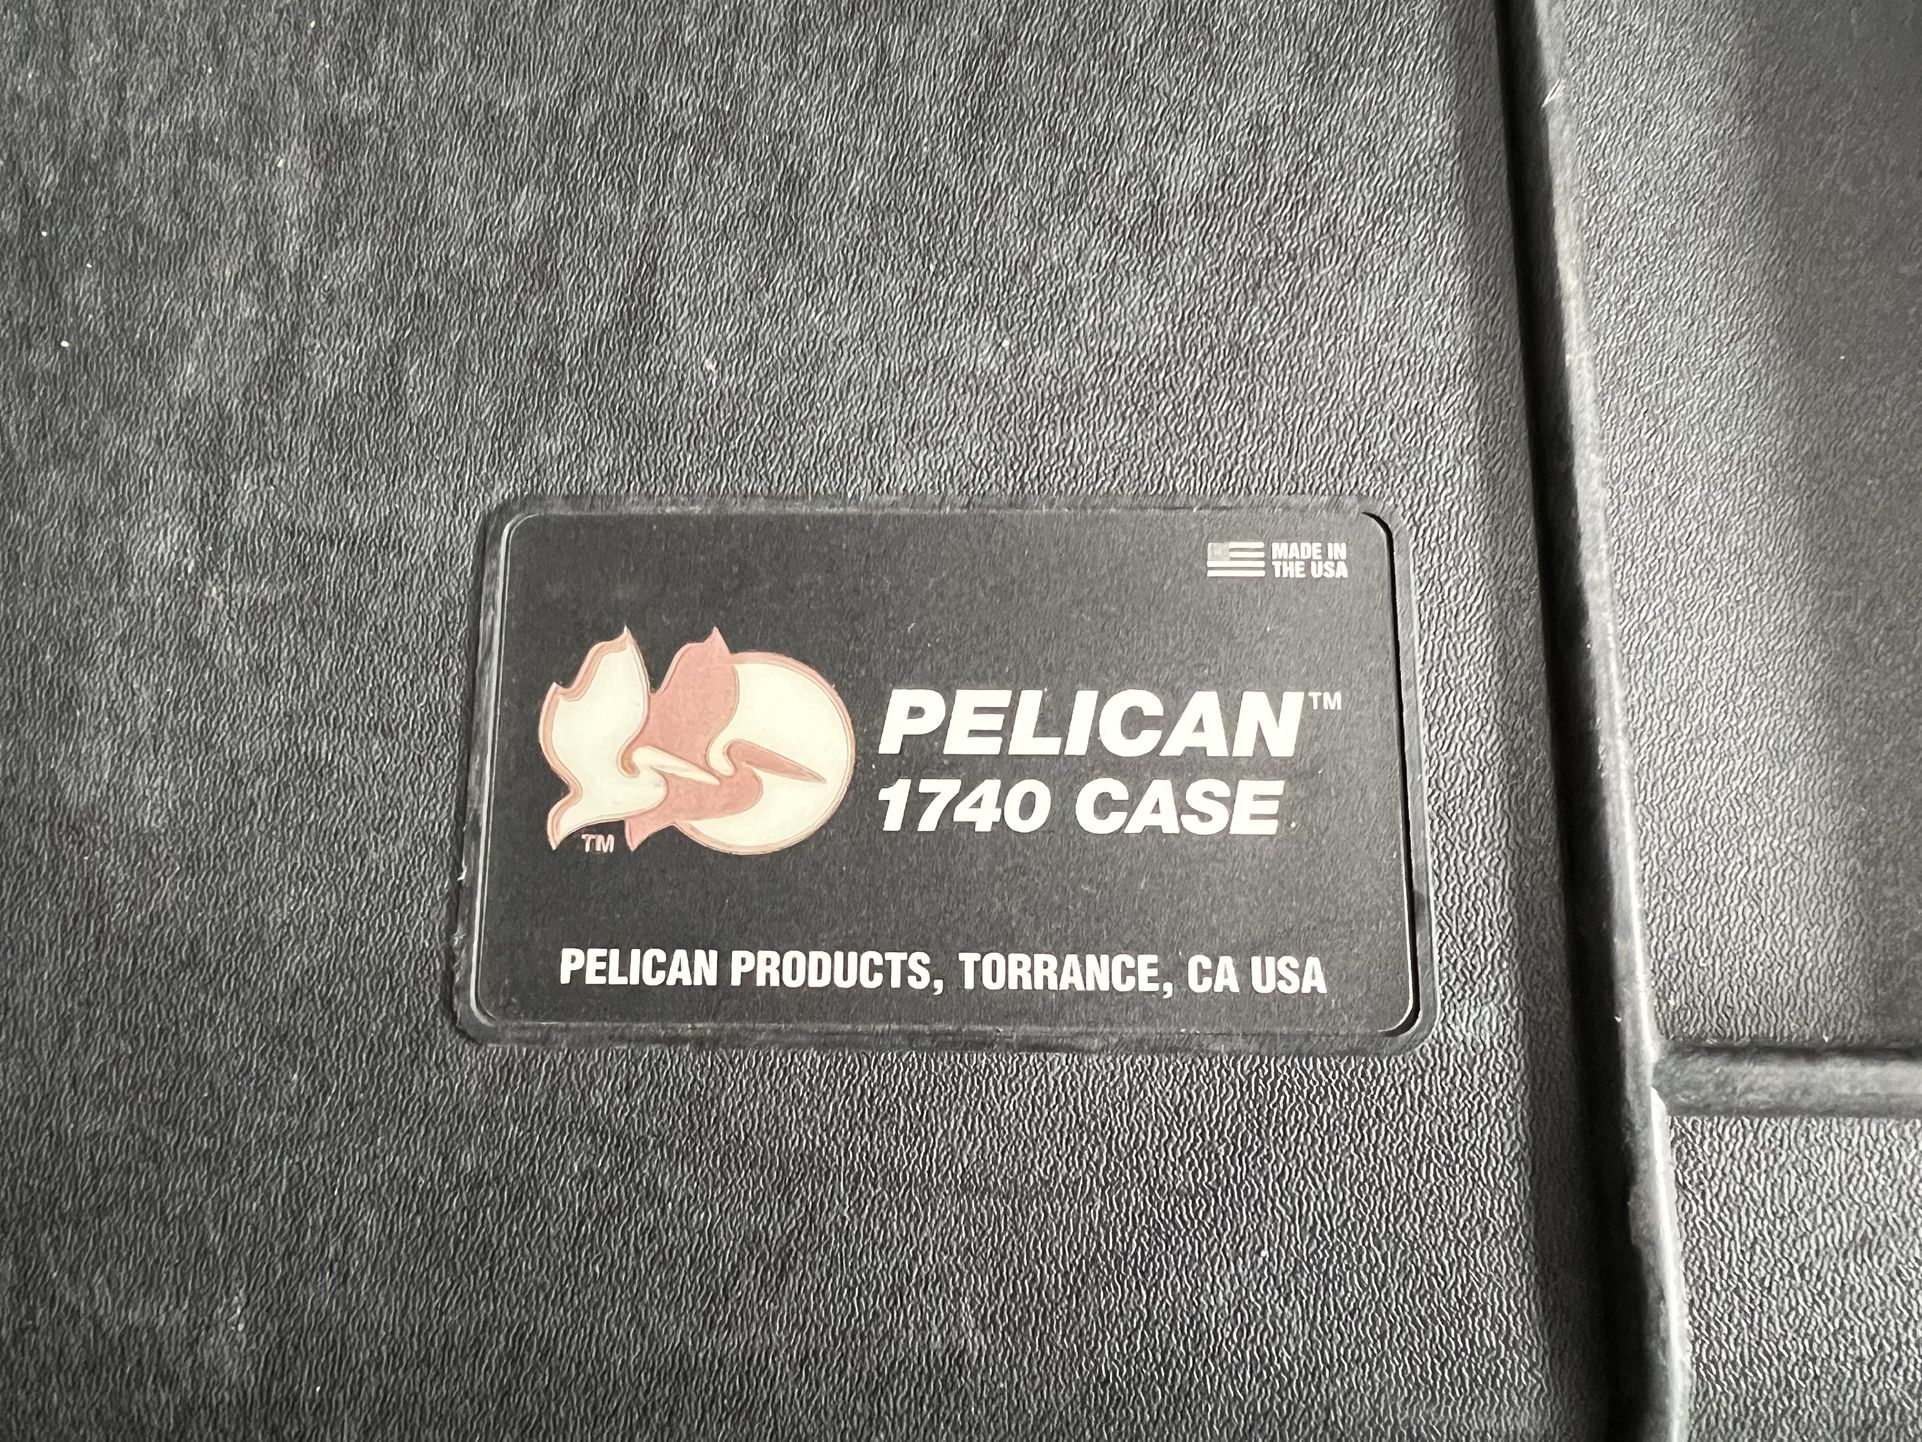 MADE IN
THE USA
PELICAN™
1740 CASE
TM
PELICAN PRODUCTS, TORRANCE, CA USA